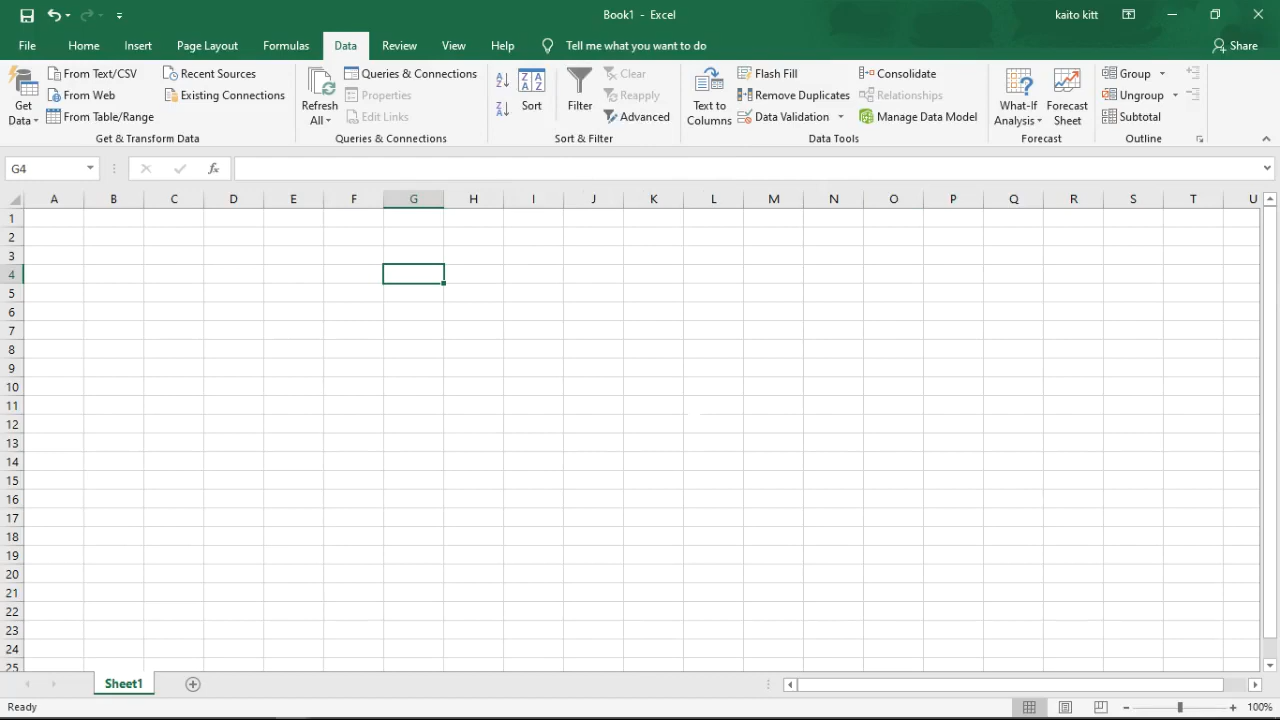 Book1 - Excel
kaito kitt
File Home Insert Page Layout Formulas Data Review View Help Tell me what you want to do Share
Get Data
From Text/CSV
From Web
From Table/Range
Recent Sources
Existing Connections
Get & Transform Data
Refresh All
Queries & Connections
Properties
Edit Links
Queries & Connections
Sort
Filter
Clear
Reapply
Advanced
Sort & Filter
Text to Columns
Flash Fill
Remove Duplicates
Data Validation
Consolidate
Relationships
Manage Data Model
Data Tools
What-If Analysis
Forecast Sheet
Forecast
Group
Ungroup
Subtotal
Outline
G4
fx
A B C D E F G H I J K L M N O P Q R S T U
1
2
3
4
5
6
7
8
9
10
11
12
13
14
15
16
17
18
19
20
21
22
23
24
25
Sheet1
Ready
100%